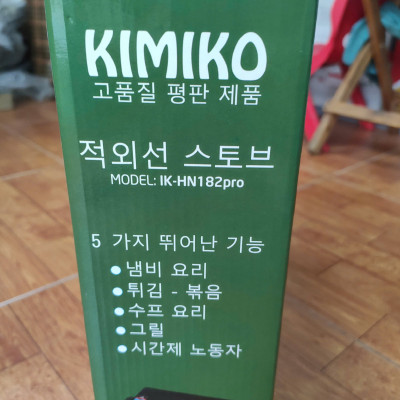 KIMIKO
고품질 평판 제품
적외선 스토브
MODEL: IK-HN182pro
5 가지 뛰어난 기능
냄비 요리
튀김 - 볶음
수프 요리
그릴
시간제 노동자